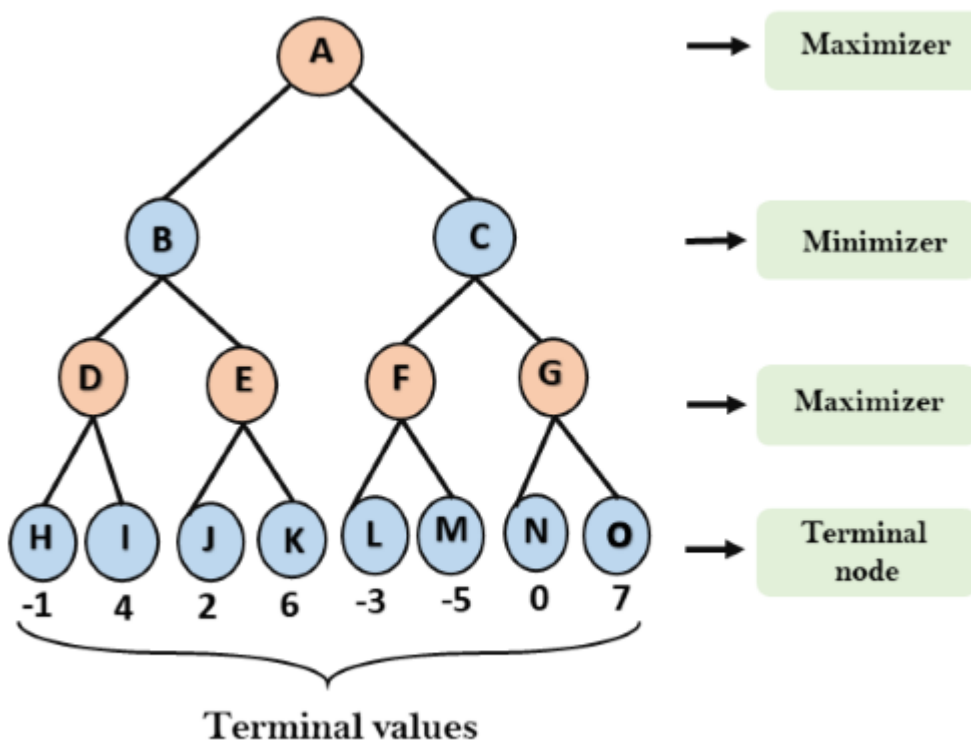 A
Maximizer
B
C
Minimizer
D
E
F
G
Maximizer
H
I
J
K
L
M
N
O
Terminal
node
-1
4
2
6
-3
-5
0
7
Terminal values